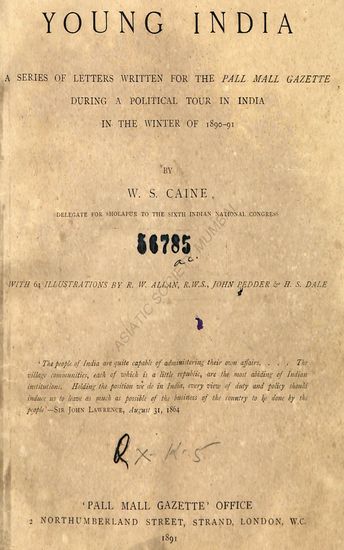 YOUNG INDIA
A SERIES OF LETTERS WRITTEN FOR THE PALL MALL GAZETTE
DURING A POLITICAL TOUR IN INDIA
IN THE WINTER OF 1890-91
BY
W. S. CAINE
DELEGATE FOR SHOLAPUR TO THE SIXTH INDIAN NATIONAL CONGRESS
56785
a.c.
WITH 64 ILLUSTRATIONS BY R. W. ALLAN, R.W.S., JOHN PEDDER & H. S. DALE
ASIATIC SOCIETY MUMBAI
'The people of India are quite capable of administering their own affairs. . . . The
village communities, each of which is a little republic, are the most abiding of Indian
institutions. Holding the position we do in India, every view of duty and policy should
induce us to leave as much as possible of the business of the country to be done by the
people'—SIR JOHN LAWRENCE, August 31, 1864
R x-K-5
'PALL MALL GAZETTE' OFFICE
2 NORTHUMBERLAND STREET, STRAND, LONDON, W.C.
1891